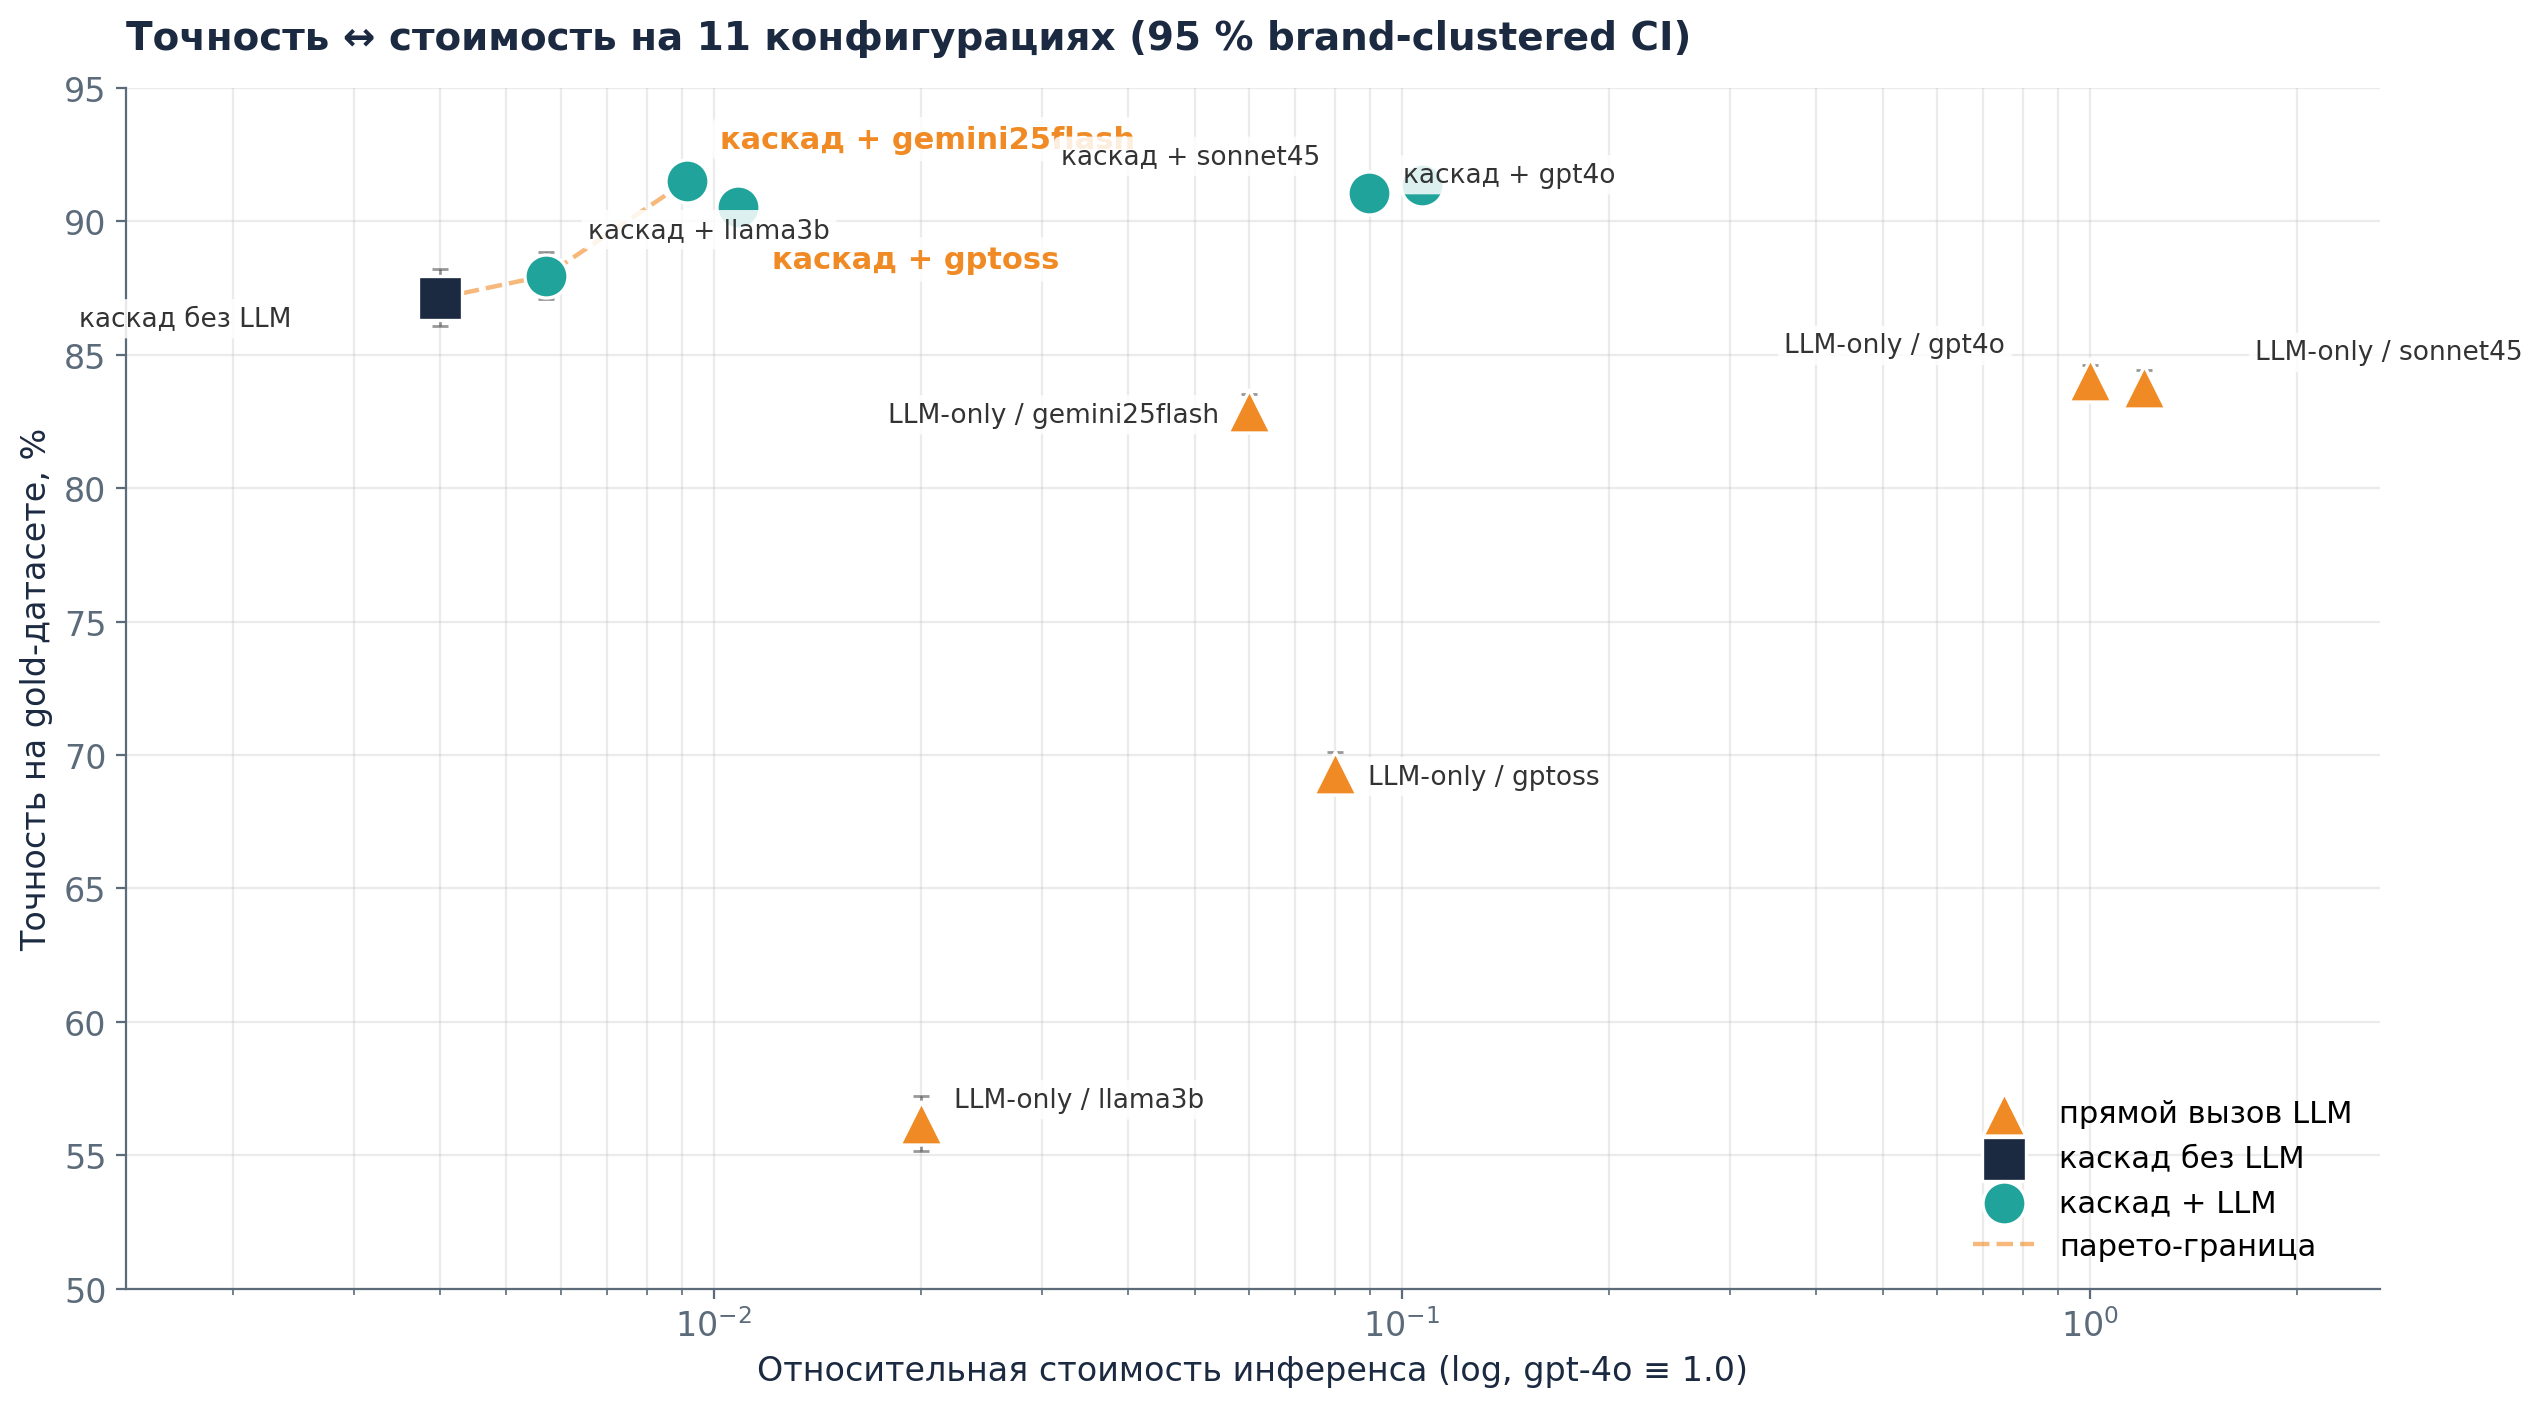 Точность ↔ стоимость на 11 конфигурациях (95 % brand-clustered CI)
Точность на gold-датасете, %
95
90
85
80
75
70
65
60
55
50
каскад + gemini25flash
каскад + sonnet45
каскад + gpt4o
каскад + llama3b
каскад + gptoss
каскад без LLM
LLM-only / gpt4o
LLM-only / sonnet45
LLM-only / gemini25flash
LLM-only / gptoss
LLM-only / llama3b
прямой вызов LLM
каскад без LLM
каскад + LLM
парето-граница
10⁻²
10⁻¹
10⁰
Относительная стоимость инференса (log, gpt-4o ≡ 1.0)